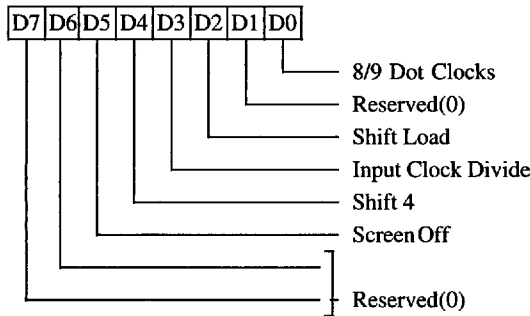 D7 D6 D5 D4 D3 D2 D1 D0
8/9 Dot Clocks
Reserved(0)
Shift Load
Input Clock Divide
Shift 4
Screen Off
Reserved(0)